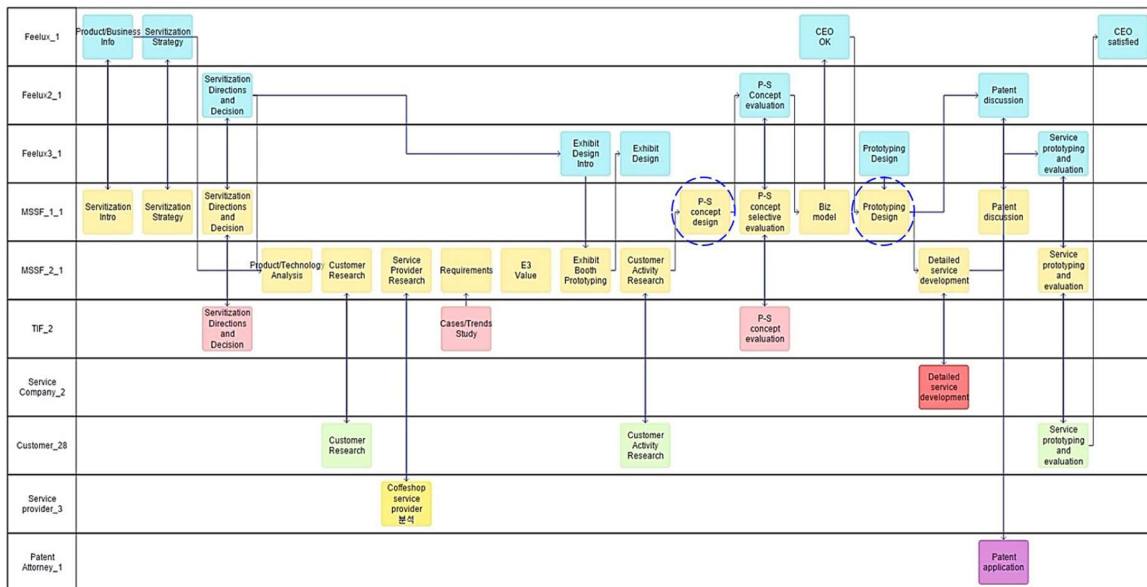 Feelux_1
Product/Business
Info
Servitization
Strategy
CEO
OK
CEO
satisfied
Feelux2_1
Servitization
Directions
and
Decision
P-S
Concept
evaluation
Patent
discussion
Feelux3_1
Exhibit
Design
Intro
Exhibit
Design
Prototyping
Design
Service
prototyping
and
evaluation
MSSF_1_1
Servitization
Intro
Servitization
Strategy
Servitization
Directions
and
Decision
P-S
concept
design
P-S
concept
selective
evaluation
Biz
model
Prototyping
Design
Patent
discussion
MSSF_2_1
Product/Technology
Analysis
Customer
Research
Service
Provider
Research
Requirements
E3
Value
Exhibit
Booth
Prototyping
Customer
Activity
Research
Detailed
service
development
Service
prototyping
and
evaluation
TIF_2
Servitization
Directions
and
Decision
Cases/Trends
Study
P-S
concept
evaluation
Service
Company_2
Detailed
service
development
Customer_28
Customer
Research
Customer
Activity
Research
Service
prototyping
and
evaluation
Service
provider_3
Coffeshop
service
provider
분석
Patent
Attorney_1
Patent
application